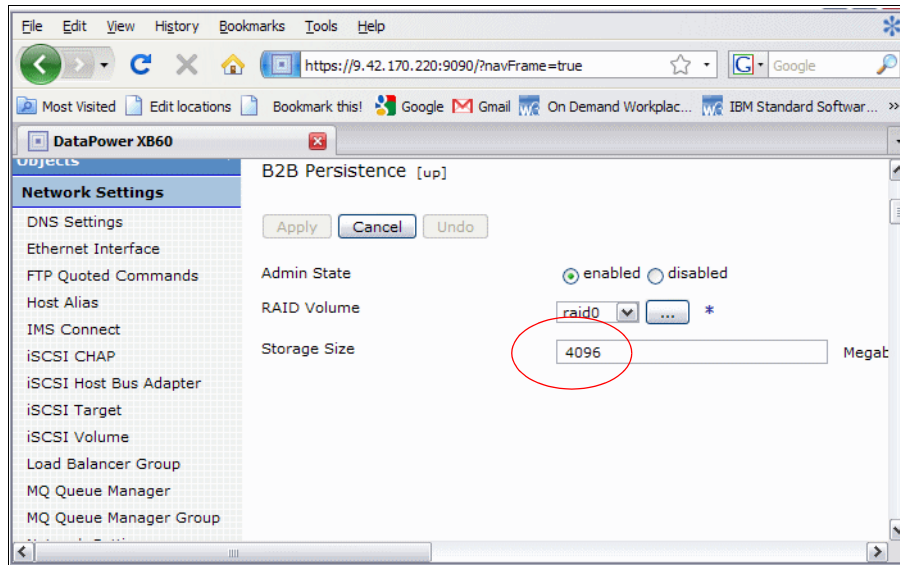 File Edit View History Bookmarks Tools Help
https://9.42.170.220:9090/?navFrame=true
G Google
Most Visited Edit locations Bookmark this! Google Gmail On Demand Workplac... IBM Standard Softwar... »
DataPower XB60
Objects
Network Settings
DNS Settings
Ethernet Interface
FTP Quoted Commands
Host Alias
IMS Connect
iSCSI CHAP
iSCSI Host Bus Adapter
iSCSI Target
iSCSI Volume
Load Balancer Group
MQ Queue Manager
MQ Queue Manager Group
B2B Persistence [up]
Apply Cancel Undo
Admin State enabled disabled
RAID Volume raid0 ... *
Storage Size 4096 Megab